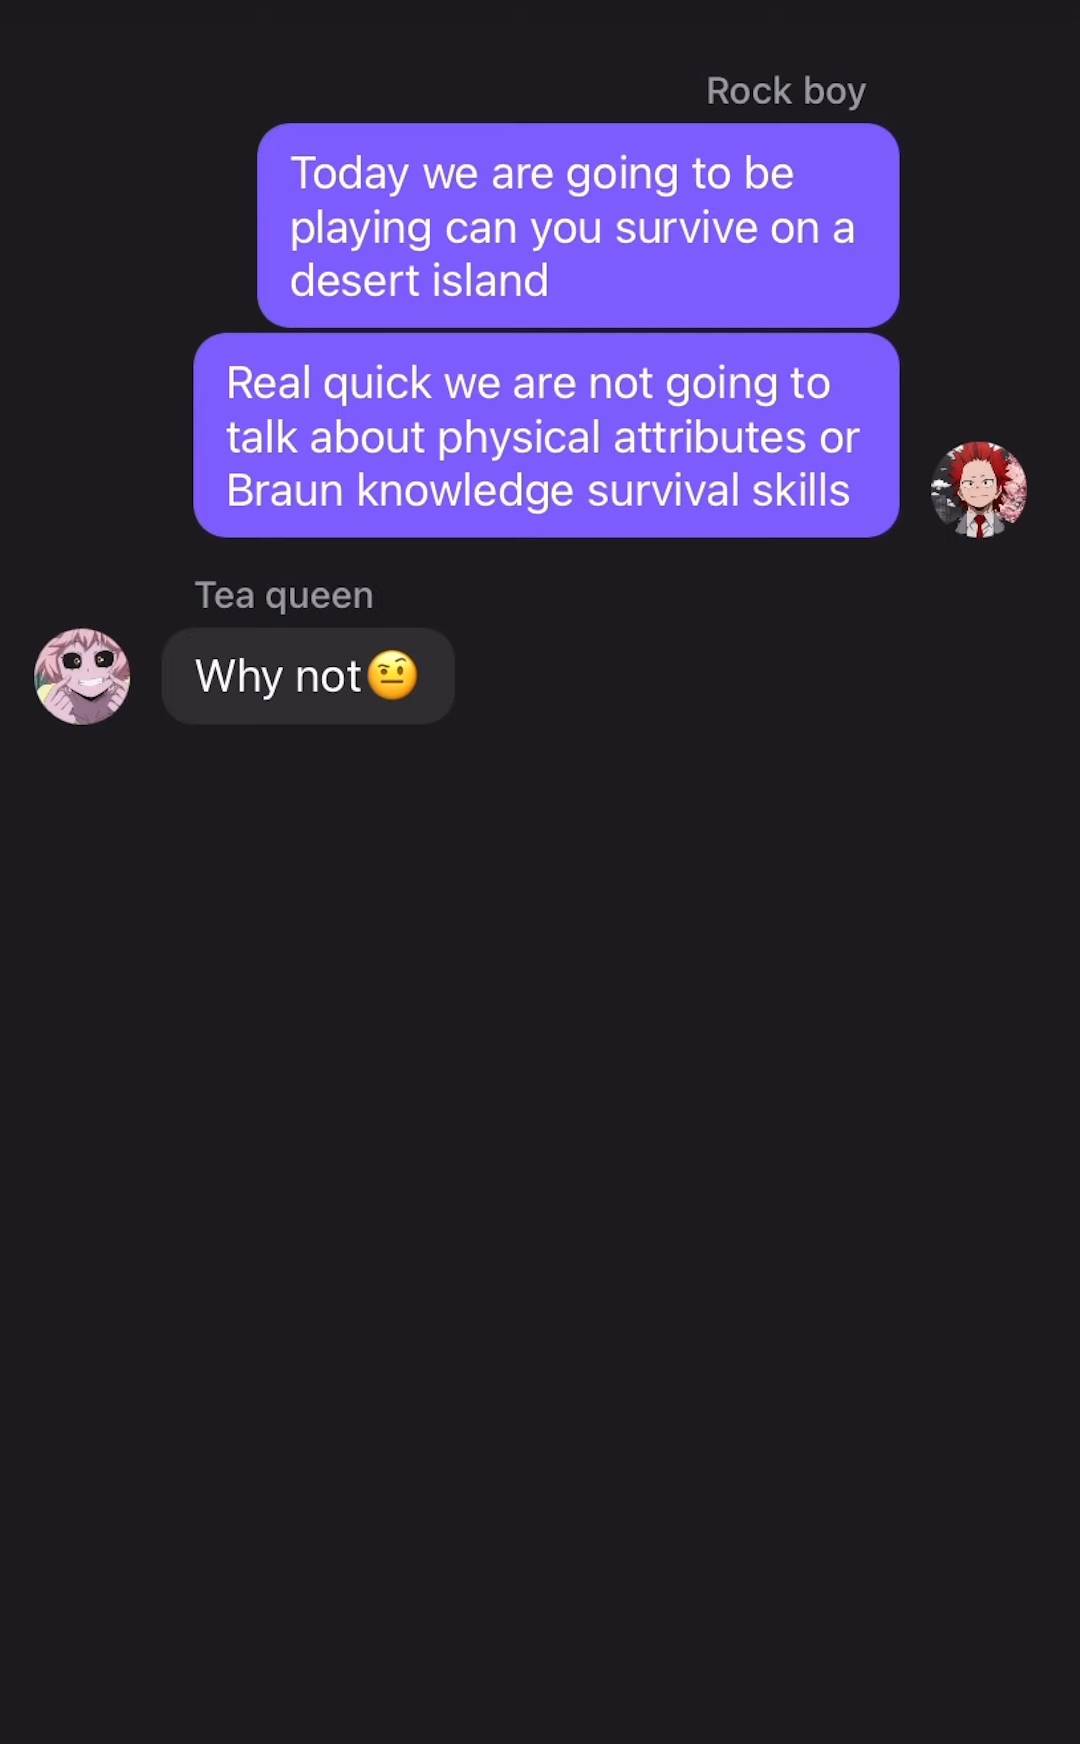 Rock boy
Today we are going to be
playing can you survive on a
desert island
Real quick we are not going to
talk about physical attributes or
Braun knowledge survival skills
Tea queen
Why not🤨